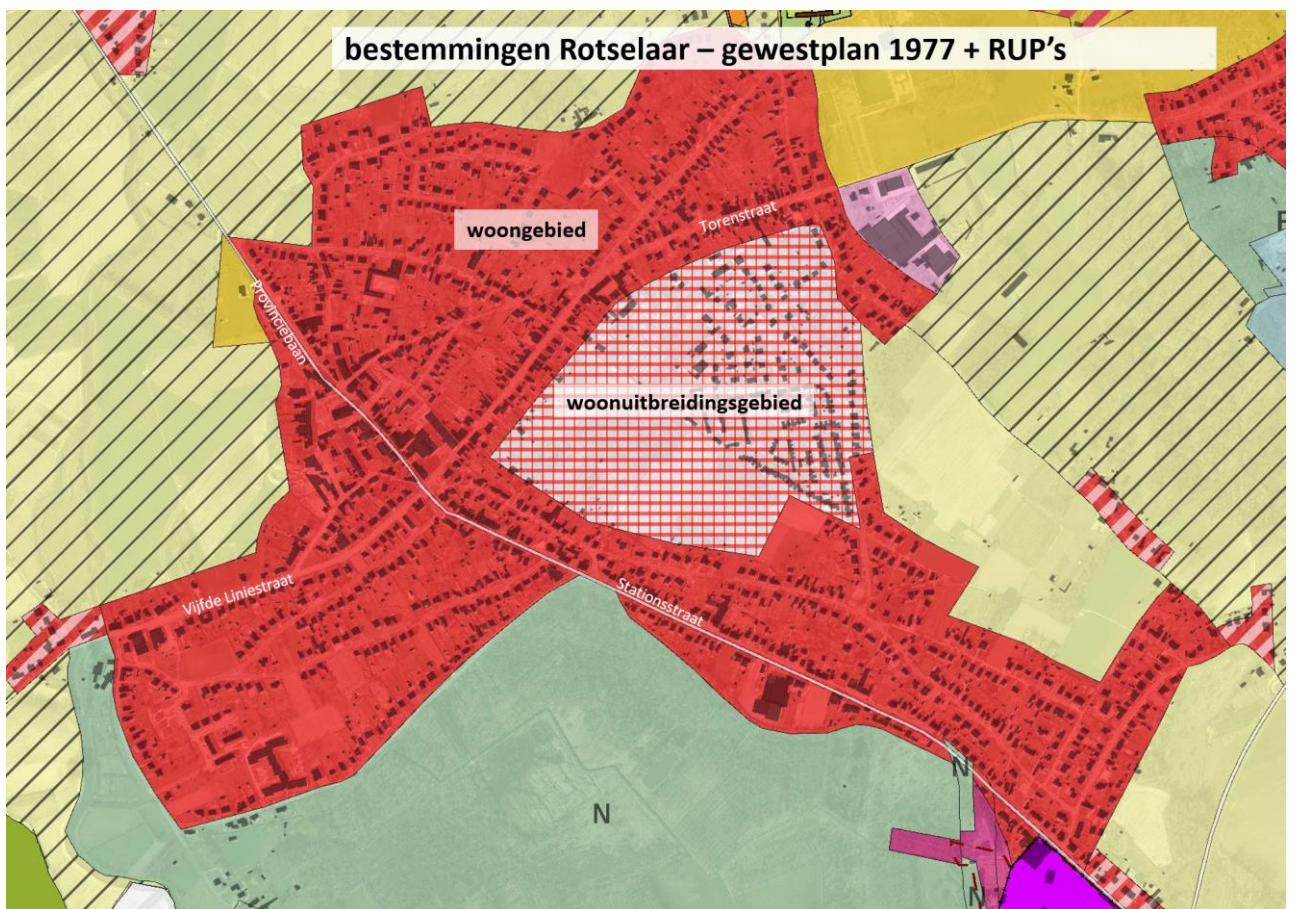 bestemmingen Rotselaar – gewestplan 1977 + RUP's
woongebied
Torenstraat
Provinciebaan
woonuitbreidingsgebied
Vijfde Liniestraat
Stationsstraat
N
N
N